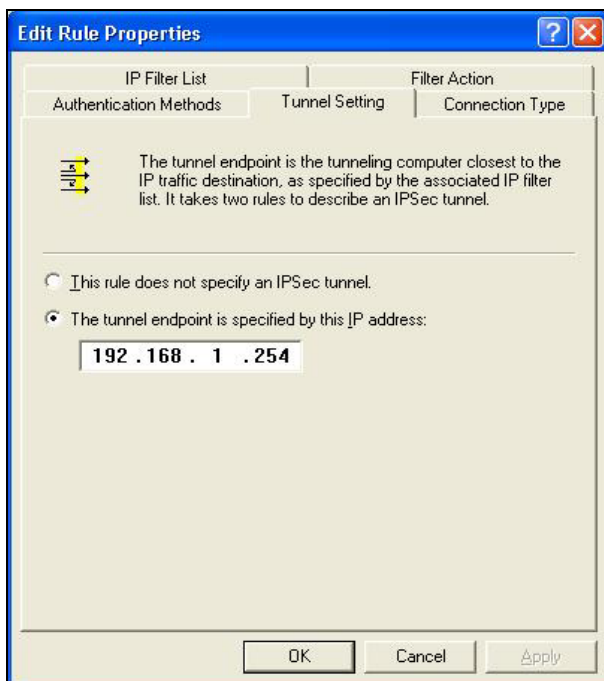 Edit Rule Properties
IP Filter List
Filter Action
Authentication Methods
Tunnel Setting
Connection Type
The tunnel endpoint is the tunneling computer closest to the
IP traffic destination, as specified by the associated IP filter
list. It takes two rules to describe an IPSec tunnel.
This rule does not specify an IPSec tunnel.
The tunnel endpoint is specified by this IP address:
192 .168 . 1 .254
OK
Cancel
Apply